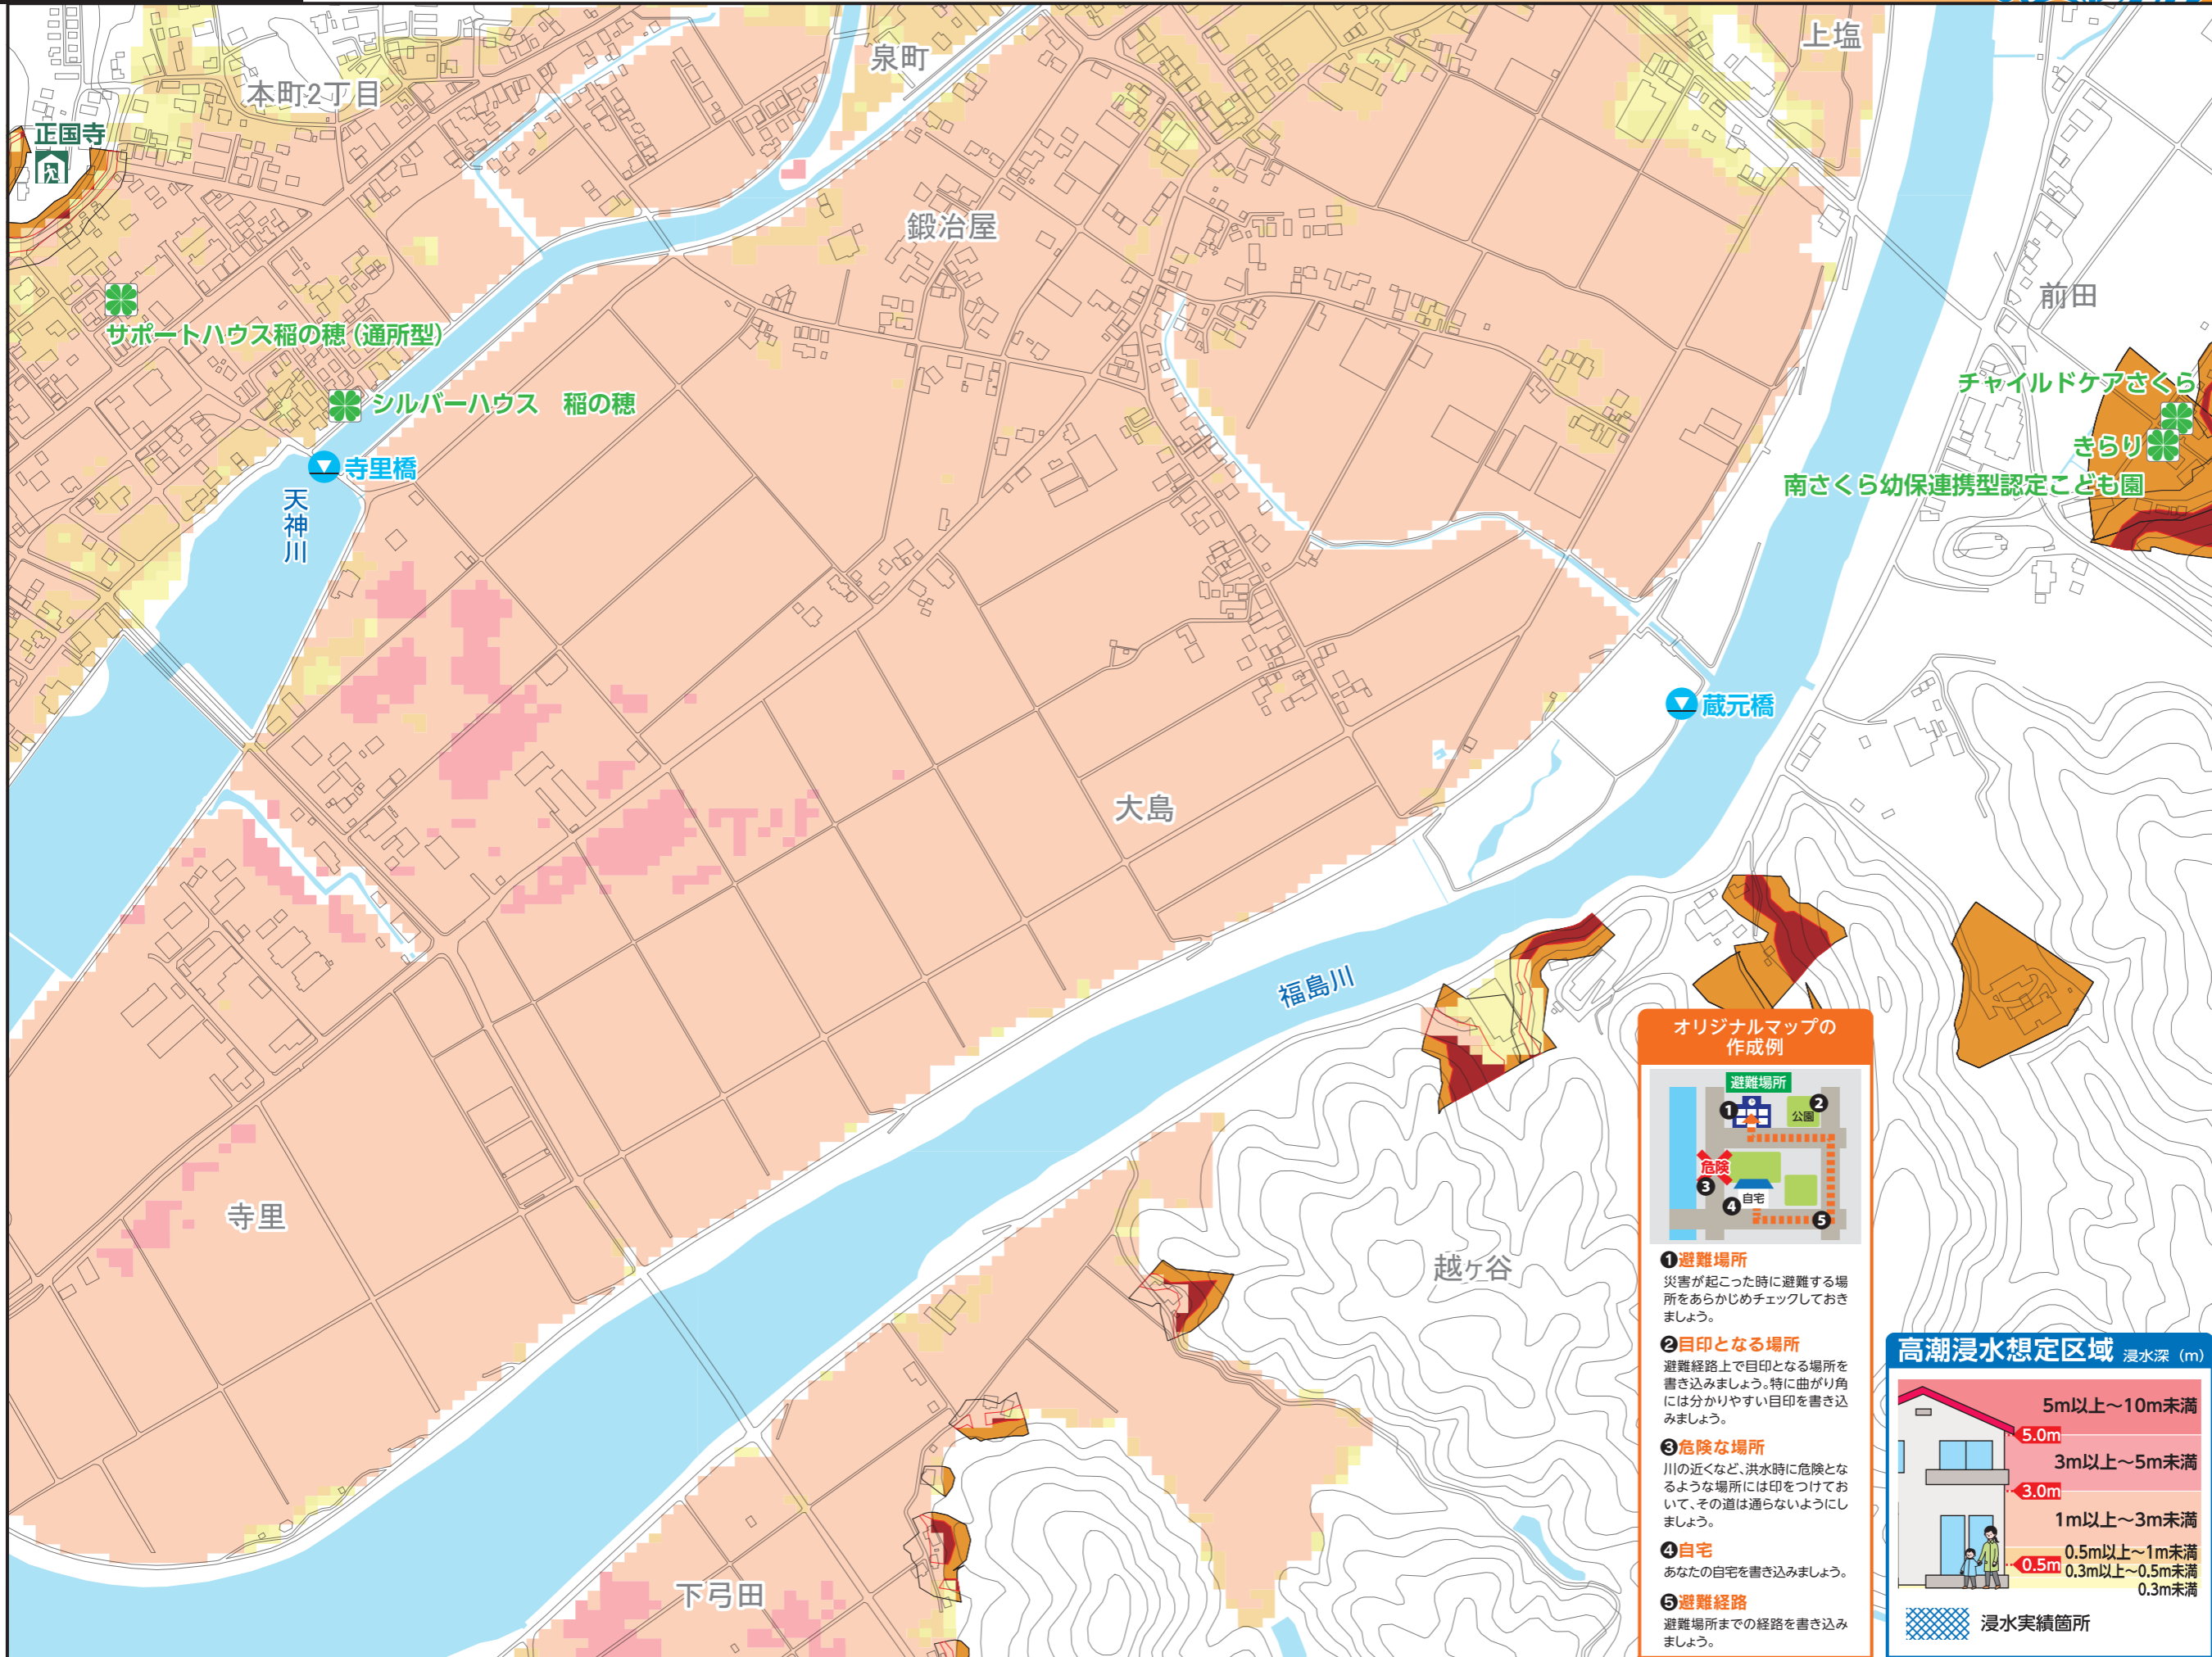 本町2丁目
泉町
上塩
正国寺
鍛冶屋
前田
サポートハウス稲の穂（通所型）
シルバーハウス　稲の穂
チャイルドケアさくら
きらり
南さくら幼保連携型認定こども園
寺里橋
天神川
蔵元橋
大島
福島川
寺里
越ヶ谷
下弓田
オリジナルマップの
作成例
避難場所
❶
❷
公園
危険
❸
❹
自宅
❺
❶避難場所
災害が起こった時に避難する場
所をあらかじめチェックしておき
ましょう。
❷目印となる場所
避難経路上で目印となる場所を
書き込みましょう。特に曲がり角
には分かりやすい目印を書き込
みましょう。
❸危険な場所
川の近くなど、洪水時に危険とな
るような場所には印をつけてお
いて、その道は通らないようにし
ましょう。
❹自宅
あなたの自宅を書き込みましょう。
❺避難経路
避難場所までの経路を書き込み
ましょう。
高潮浸水想定区域 浸水深（m）
5m以上～10m未満
5.0m
3m以上～5m未満
3.0m
1m以上～3m未満
0.5m以上～1m未満
0.5m
0.3m以上～0.5m未満
0.3m未満
浸水実績箇所